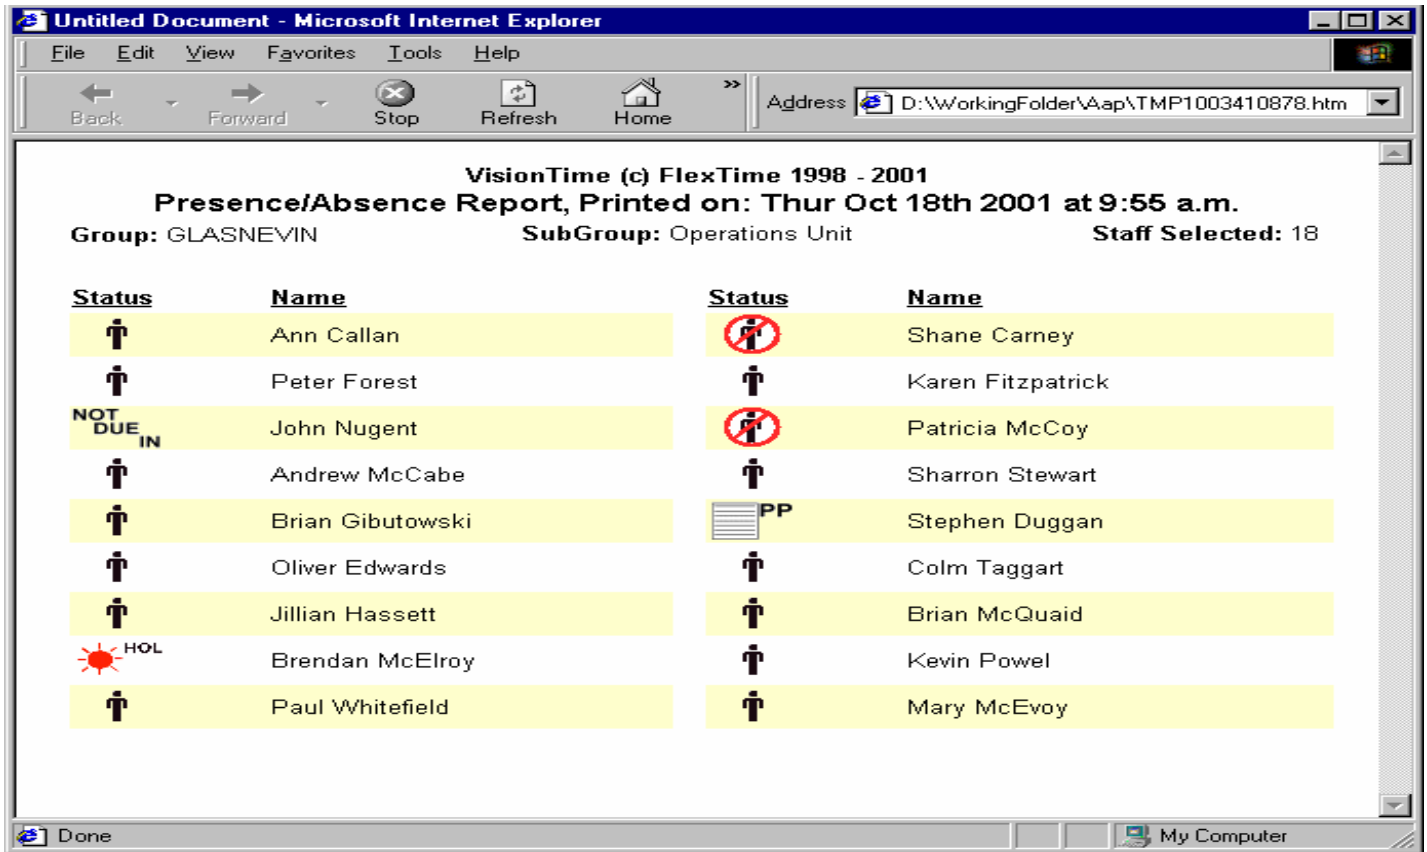 Untitled Document - Microsoft Internet Explorer
File Edit View Favorites Tools Help
Back Forward Stop Refresh Home » Address D:\WorkingFolder\Aap\TMP1003410878.htm
VisionTime (c) FlexTime 1998 - 2001
Presence/Absence Report, Printed on: Thur Oct 18th 2001 at 9:55 a.m.
Group: GLASNEVIN SubGroup: Operations Unit Staff Selected: 18
Status Name Status Name
Ann Callan Shane Carney
Peter Forest Karen Fitzpatrick
NOT DUE IN John Nugent Patricia McCoy
Andrew McCabe Sharron Stewart
Brian Gibutowski PP Stephen Duggan
Oliver Edwards Colm Taggart
Jillian Hassett Brian McQuaid
HOL Brendan McElroy Kevin Powel
Paul Whitefield Mary McEvoy
Done My Computer